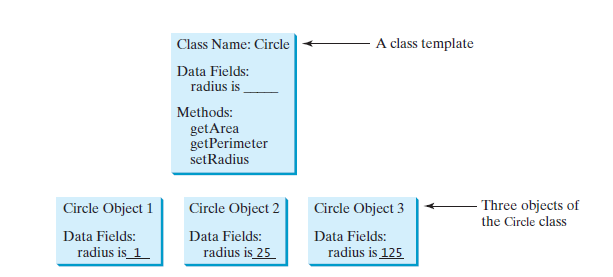 Class Name: Circle
A class template
Data Fields:
radius is _____
Methods:
getArea
getPerimeter
setRadius
Circle Object 1
Data Fields:
radius is 1
Circle Object 2
Data Fields:
radius is 25
Circle Object 3
Data Fields:
radius is 125
Three objects of
the Circle class